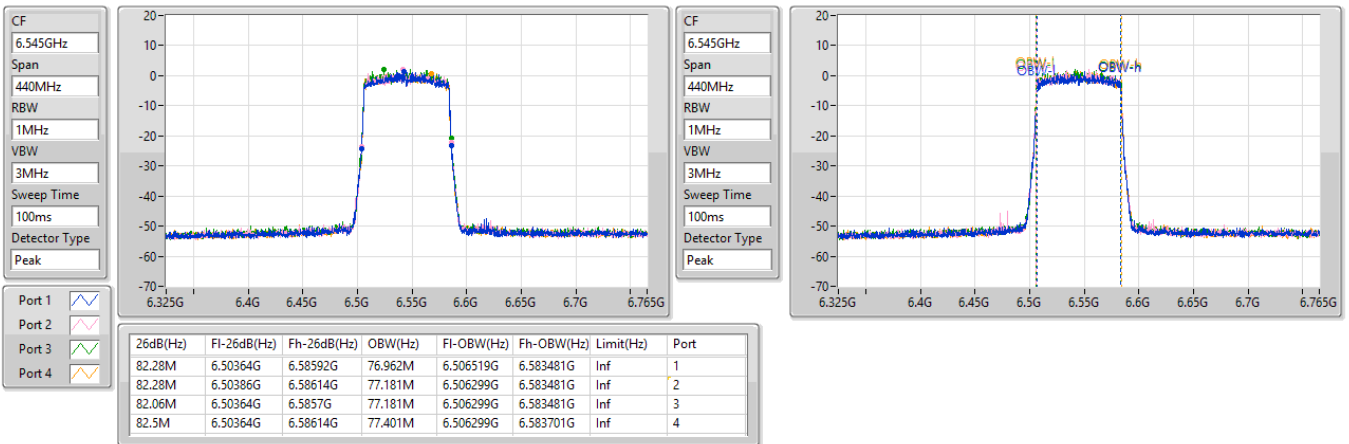 CF
6.545GHz
Span
440MHz
RBW
1MHz
VBW
3MHz
Sweep Time
100ms
Detector Type
Peak
20
10
0
-10
-20
-30
-40
-50
-60
-70
6.325G 6.4G 6.45G 6.5G 6.55G 6.6G 6.65G 6.7G 6.765G
CF
6.545GHz
Span
440MHz
RBW
1MHz
VBW
3MHz
Sweep Time
100ms
Detector Type
Peak
20
10
0
-10
-20
-30
-40
-50
-60
-70
OBW-l OBW-h
6.325G 6.4G 6.45G 6.5G 6.55G 6.6G 6.65G 6.7G 6.765G
Port 1
Port 2
Port 3
Port 4
26dB(Hz) Fl-26dB(Hz) Fh-26dB(Hz) OBW(Hz) Fl-OBW(Hz) Fh-OBW(Hz) Limit(Hz) Port
82.28M 6.50364G 6.58592G 76.962M 6.506519G 6.583481G Inf 1
82.28M 6.50386G 6.58614G 77.181M 6.506299G 6.583481G Inf 2
82.06M 6.50364G 6.5857G 77.181M 6.506299G 6.583481G Inf 3
82.5M 6.50364G 6.58614G 77.401M 6.506299G 6.583701G Inf 4